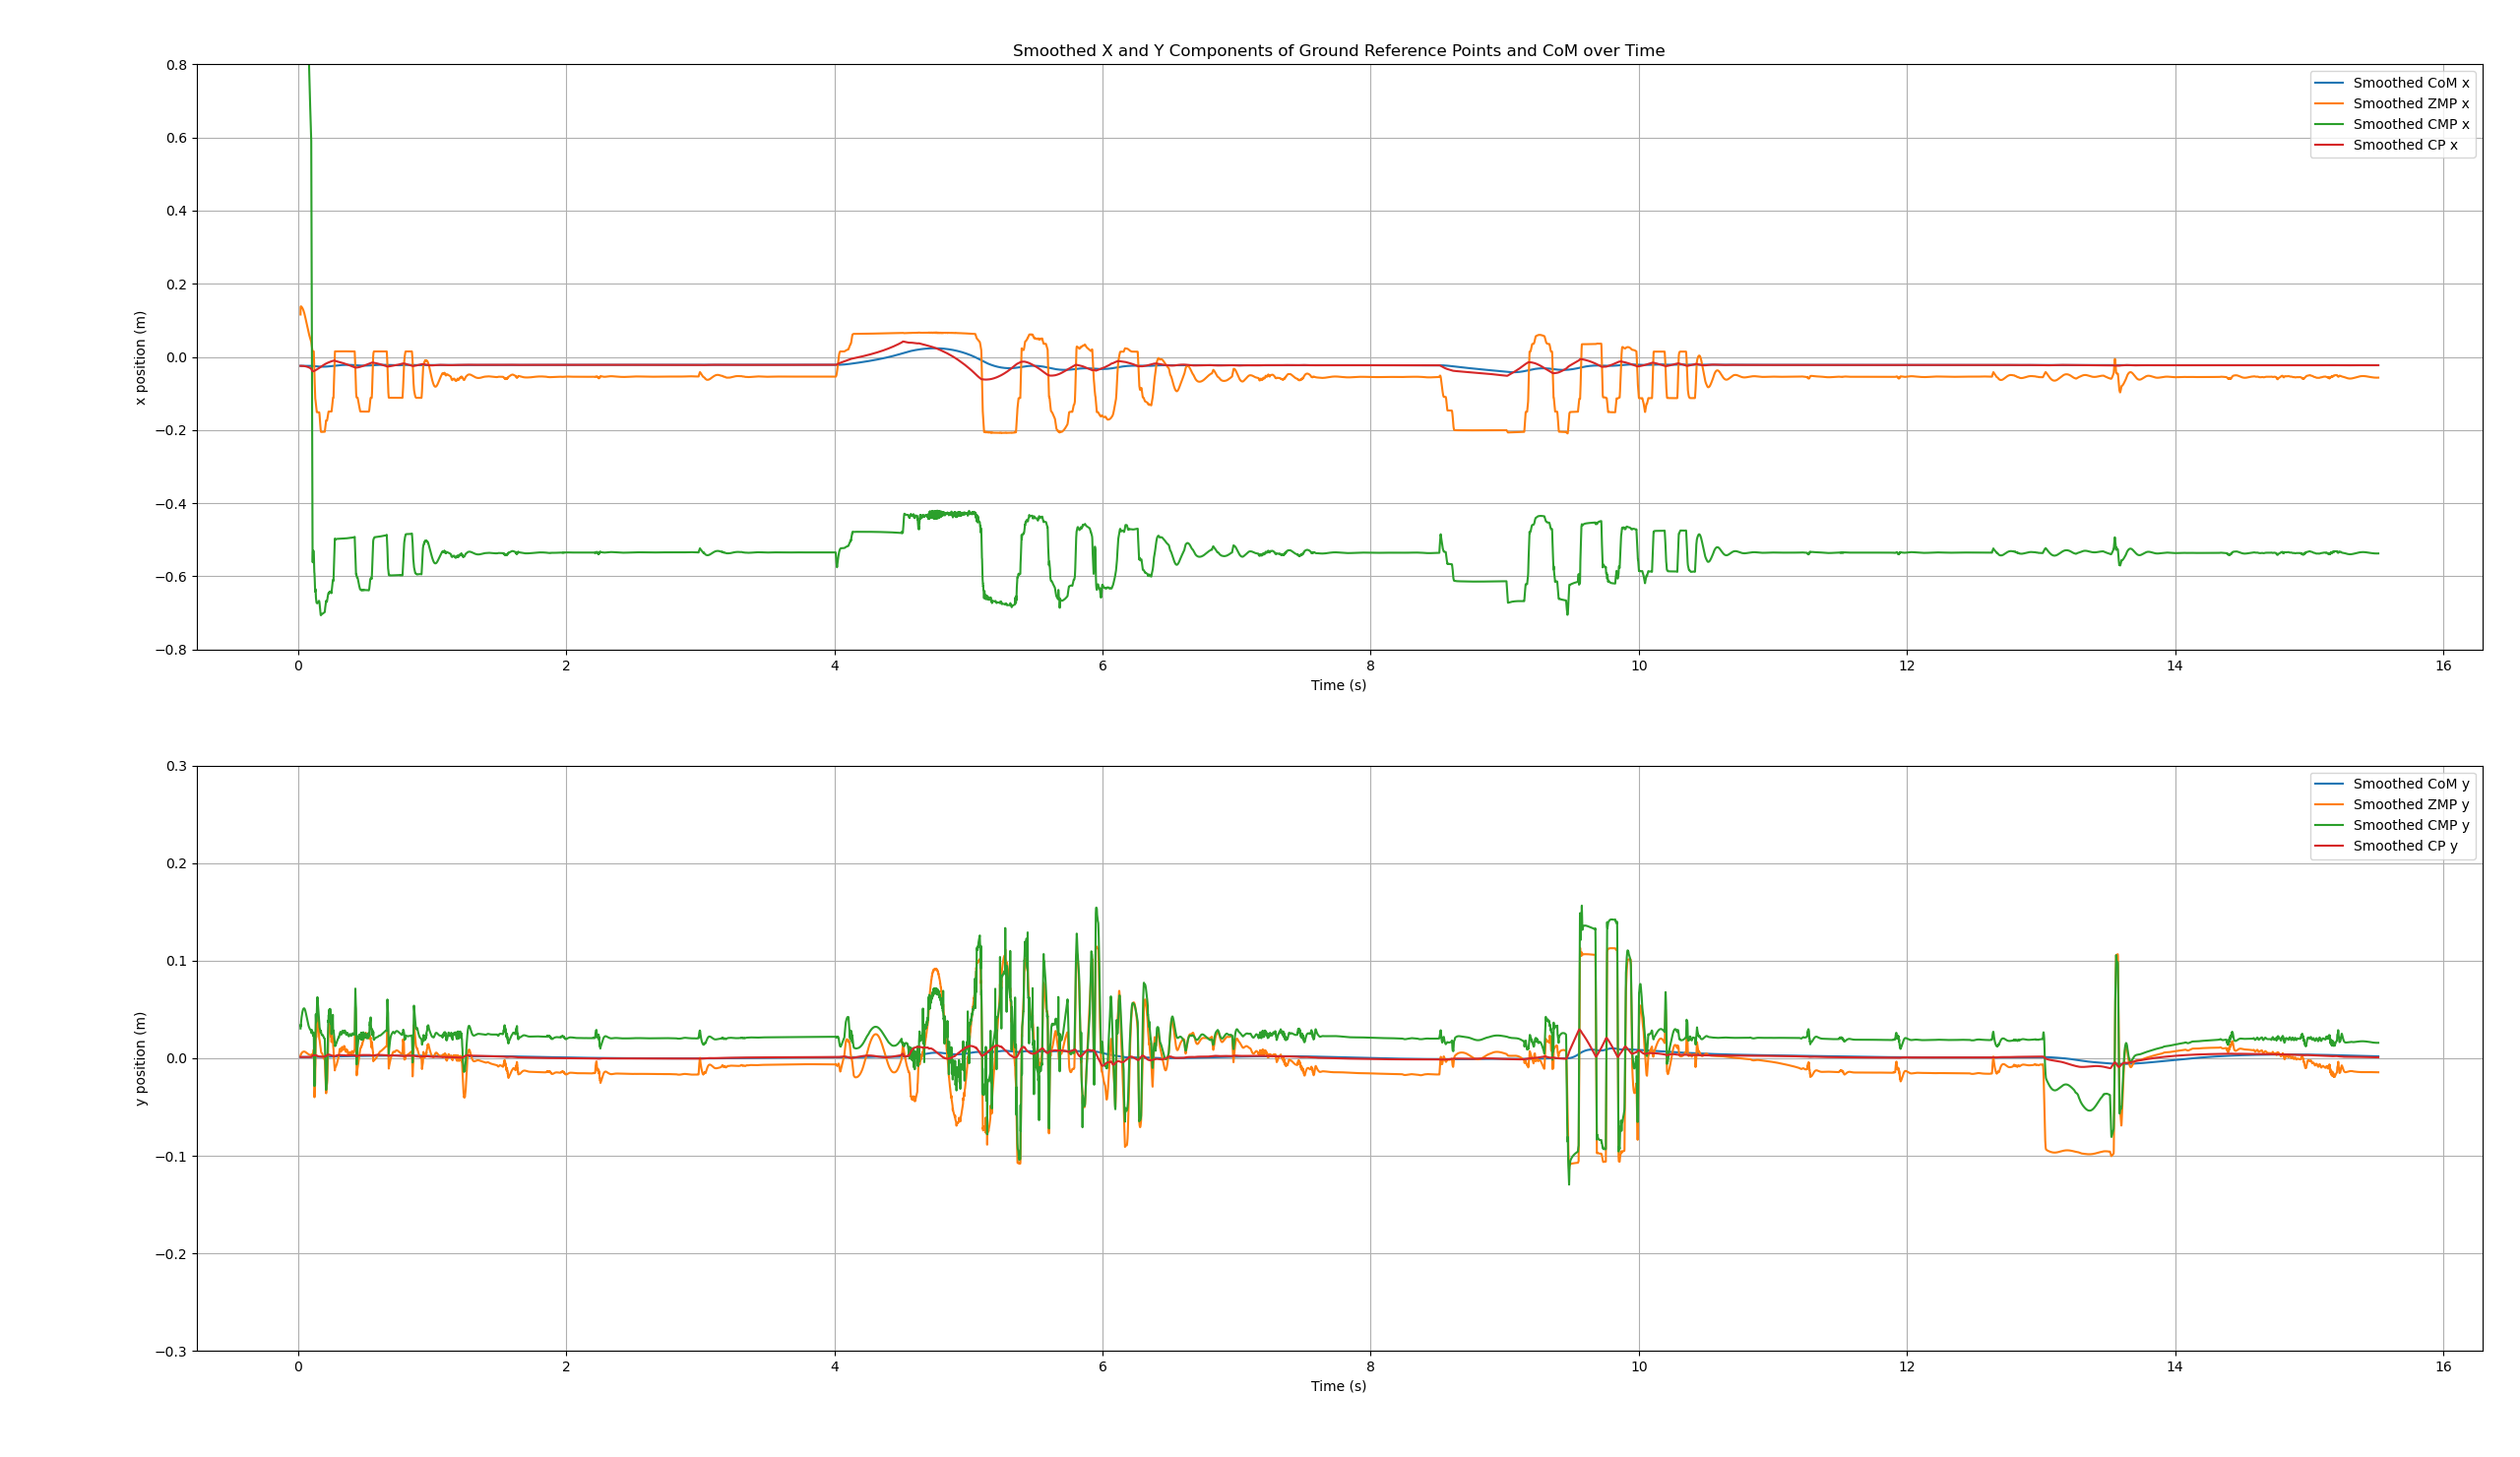 Smoothed X and Y Components of Ground Reference Points and CoM over Time
0.8
0.6
0.4
0.2
0.0
−0.2
−0.4
−0.6
−0.8
x position (m)
Smoothed CoM x
Smoothed ZMP x
Smoothed CMP x
Smoothed CP x
0 2 4 6 8 10 12 14 16
Time (s)
0.3
0.2
0.1
0.0
−0.1
−0.2
−0.3
y position (m)
Smoothed CoM y
Smoothed ZMP y
Smoothed CMP y
Smoothed CP y
0 2 4 6 8 10 12 14 16
Time (s)